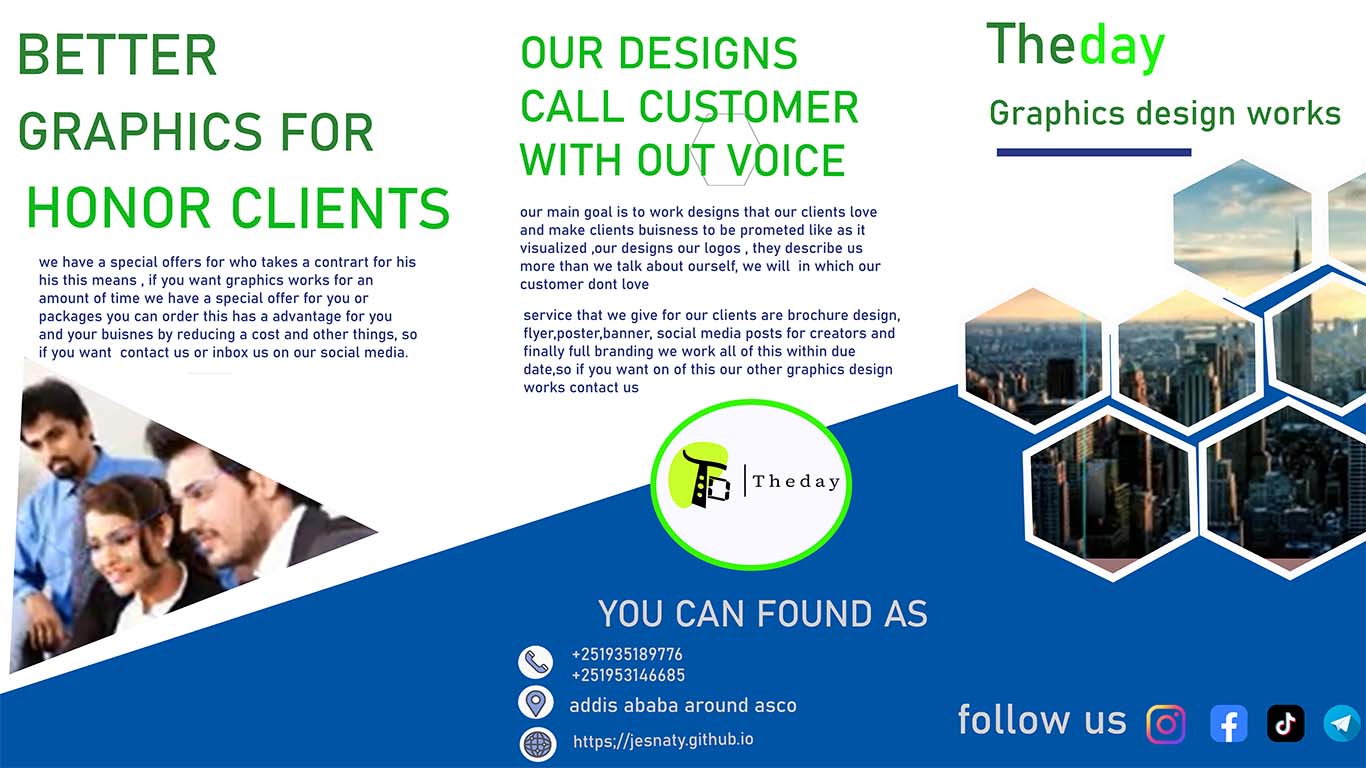 BETTER
GRAPHICS FOR
HONOR CLIENTS
we have a special offers for who takes a contrart for his
his this means , if you want graphics works for an
amount of time we have a special offer for you or
packages you can order this has a advantage for you
and your buisnes by reducing a cost and other things, so
if you want  contact us or inbox us on our social media.
OUR DESIGNS
CALL CUSTOMER
WITH OUT VOICE
our main goal is to work designs that our clients love
and make clients buisness to be prometed like as it
visualized ,our designs our logos , they describe us
more than we talk about ourself, we will  in which our
customer dont love
service that we give for our clients are brochure design,
flyer,poster,banner, social media posts for creators and
finally full branding we work all of this within due
date,so if you want on of this our other graphics design
works contact us
TD | Theday
YOU CAN FOUND AS
+251935189776
+251953146685
addis ababa around asco
https;//jesnaty.github.io
Theday
Graphics design works
follow us